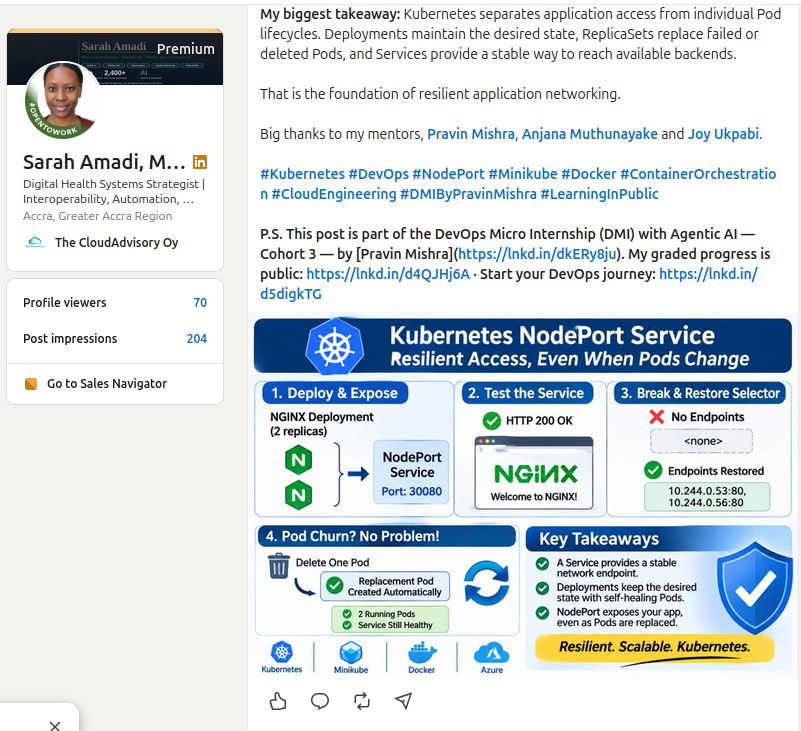 Sarah Amadi
Premium
2,400+
AI
#OPENTOWORK
Sarah Amadi, M...
in
Digital Health Systems Strategist |
Interoperability, Automation, ...
Accra, Greater Accra Region
The CloudAdvisory Oy
Profile viewers
70
Post impressions
204
Go to Sales Navigator
My biggest takeaway: Kubernetes separates application access from individual Pod
lifecycles. Deployments maintain the desired state, ReplicaSets replace failed or
deleted Pods, and Services provide a stable way to reach available backends.
That is the foundation of resilient application networking.
Big thanks to my mentors, Pravin Mishra, Anjana Muthunayake and Joy Ukpabi.
#Kubernetes #DevOps #NodePort #Minikube #Docker #ContainerOrchestratio
n #CloudEngineering #DMIByPravinMishra #LearningInPublic
P.S. This post is part of the DevOps Micro Internship (DMI) with Agentic AI —
Cohort 3 — by [Pravin Mishra](https://lnkd.in/dkERy8ju). My graded progress is
public: https://lnkd.in/d4QJHj6A · Start your DevOps journey: https://lnkd.in/
d5digkTG
Kubernetes NodePort Service
Resilient Access, Even When Pods Change
1. Deploy & Expose
NGINX Deployment
(2 replicas)
N
N
NodePort
Service
Port: 30080
2. Test the Service
HTTP 200 OK
NGINX
Welcome to NGINX!
3. Break & Restore Selector
No Endpoints
<none>
Endpoints Restored
10.244.0.53:80,
10.244.0.56:80
4. Pod Churn? No Problem!
Delete One Pod
Replacement Pod
Created Automatically
2 Running Pods
Service Still Healthy
Kubernetes
Minikube
Docker
Azure
Key Takeaways
A Service provides a stable
network endpoint.
Deployments keep the desired
state with self-healing Pods.
NodePort exposes your app,
even as Pods are replaced.
Resilient. Scalable. Kubernetes.